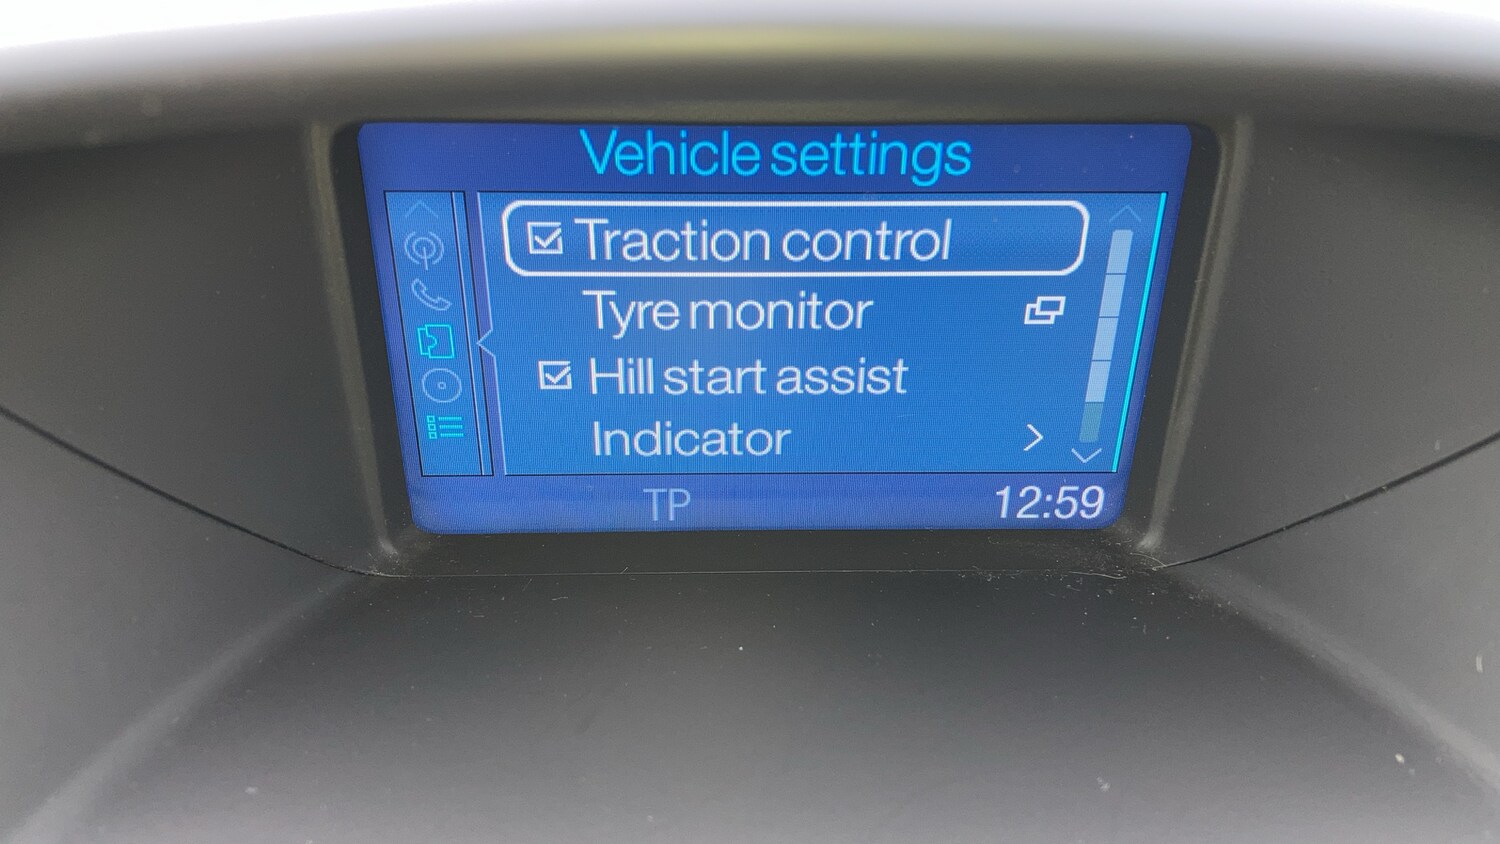 Vehicle settings
Traction control
Tyre monitor
Hill start assist
Indicator
TP
12:59